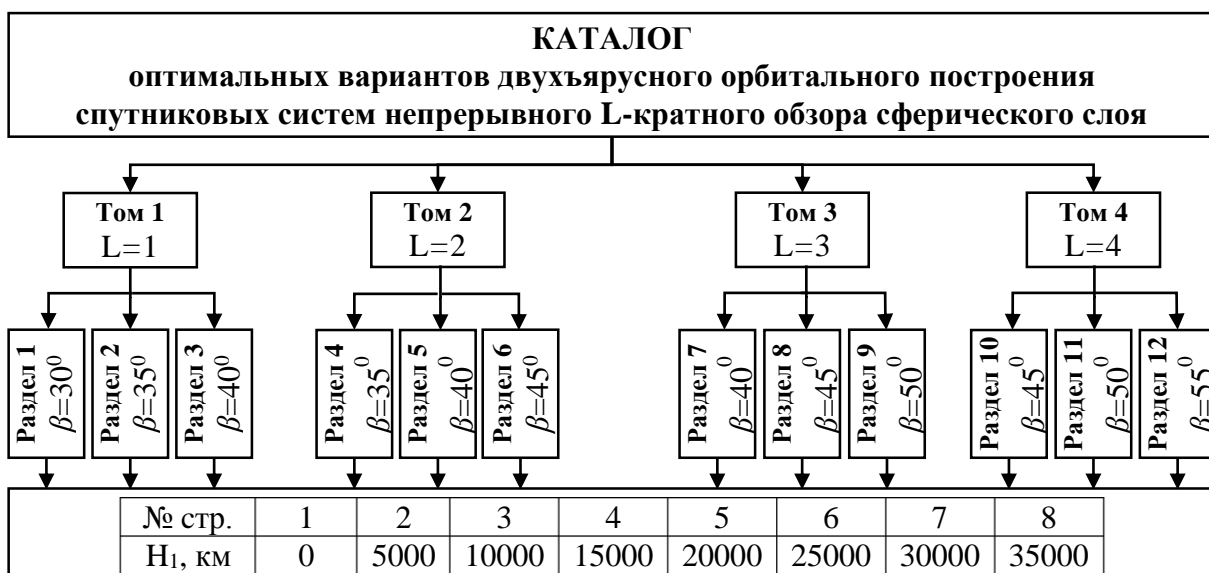 КАТАЛОГ
оптимальных вариантов двухъярусного орбитального построения
спутниковых систем непрерывного L-кратного обзора сферического слоя
Том 1
L=1
Том 2
L=2
Том 3
L=3
Том 4
L=4
Раздел 1
β=30⁰
Раздел 2
β=35⁰
Раздел 3
β=40⁰
Раздел 4
β=35⁰
Раздел 5
β=40⁰
Раздел 6
β=45⁰
Раздел 7
β=40⁰
Раздел 8
β=45⁰
Раздел 9
β=50⁰
Раздел 10
β=45⁰
Раздел 11
β=50⁰
Раздел 12
β=55⁰
№ стр. 1 2 3 4 5 6 7 8
H₁, км 0 5000 10000 15000 20000 25000 30000 35000